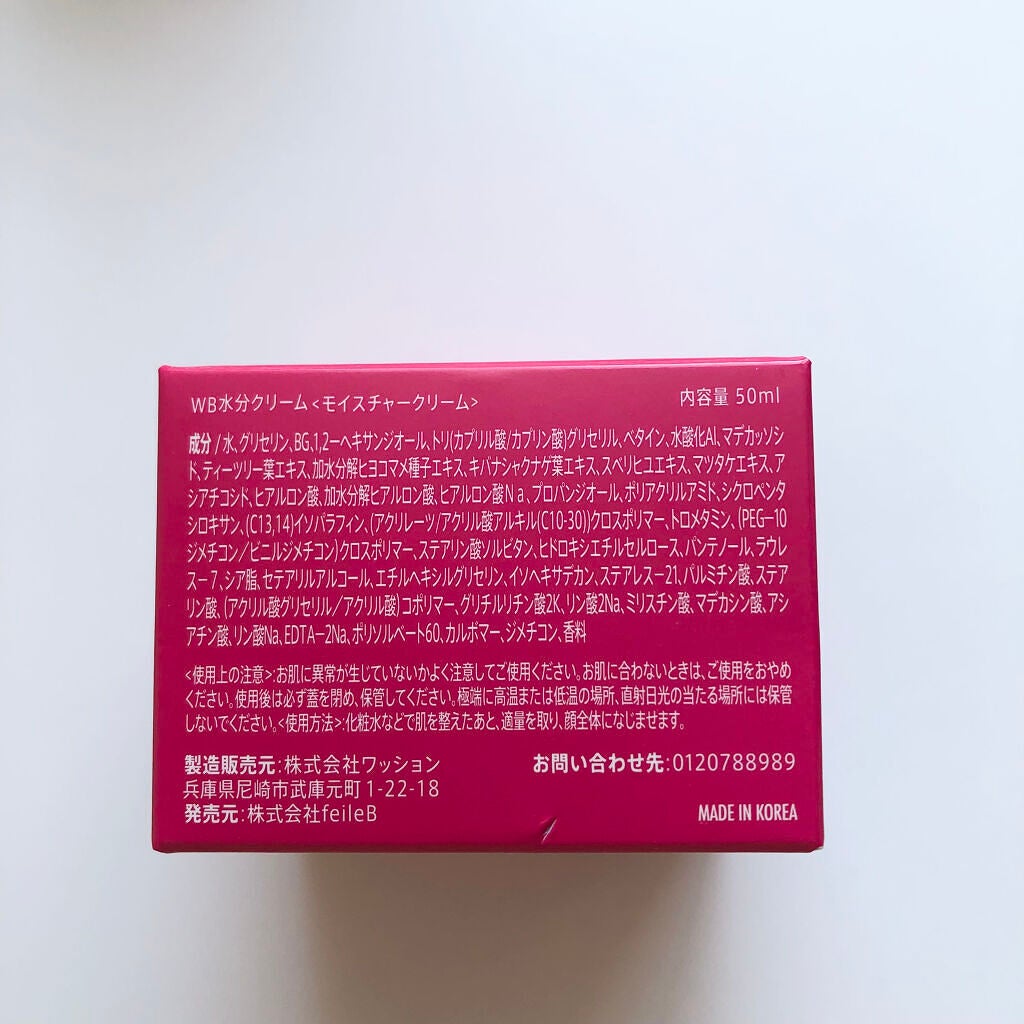 WB水分クリーム<モイスチャークリーム>
内容量 50ml
成分 / 水、グリセリン、BG、1,2ーヘキサンジオール、トリ(カプリル酸/カプリン酸)グリセリル、ベタイン、水酸化Al、マデカッソシ
ド、ティーツリー葉エキス、加水分解ヒヨコマメ種子エキス、キバナシャクナゲ葉エキス、スベリヒユエキス、マツタケエキス、ア
シアチコシド、ヒアルロン酸、加水分解ヒアルロン酸、ヒアルロン酸Na、プロパンジオール、ポリアクリルアミド、シクロペンタ
シロキサン、(C13,14)イソパラフィン、(アクリレーツ/アクリル酸アルキル(C10-30))クロスポリマー、トロメタミン、(PEGー10
ジメチコン/ビニルジメチコン)クロスポリマー、ステアリン酸ソルビタン、ヒドロキシエチルセルロース、パンテノール、ラウレ
スー7、シア脂、セテアリルアルコール、エチルヘキシルグリセリン、イソヘキサデカン、ステアレスー21、パルミチン酸、ステア
リン酸、(アクリル酸グリセリル/アクリル酸)コポリマー、グリチルリチン酸2K、リン酸2Na、ミリスチン酸、マデカシン酸、アシ
アチン酸、リン酸Na、EDTAー2Na、ポリソルベート60、カルボマー、ジメチコン、香料
<使用上の注意>:お肌に異常が生じていないかよく注意してご使用ください。お肌に合わないときは、ご使用をおやめ
ください。使用後は必ず蓋を閉め、保管してください。極端に高温または低温の場所、直射日光の当たる場所には保管
しないでください。<使用方法>:化粧水などで肌を整えたあと、適量を取り、顔全体になじませます。
製造販売元:株式会社ワッション
お問い合わせ先:0120788989
兵庫県尼崎市武庫元町1-22-18
発売元:株式会社feileB
MADE IN KOREA